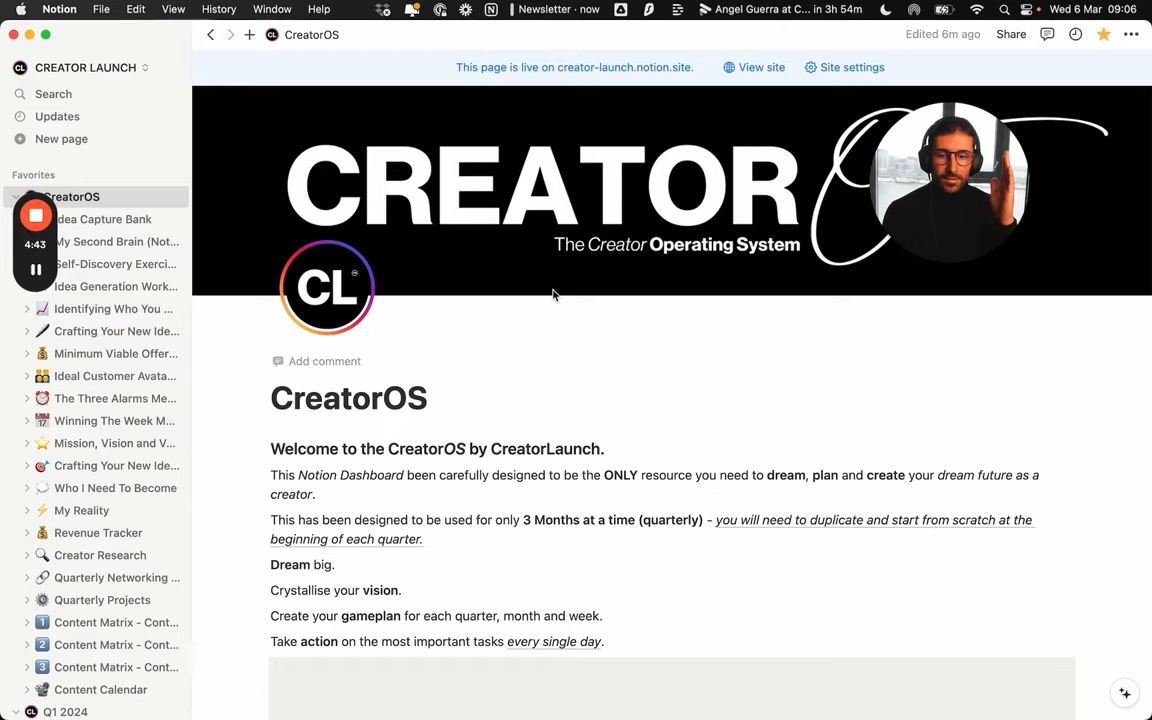 Notion File Edit View History Window Help Newsletter · now Angel Guerra at C... in 3h 54m Wed 6 Mar 09:06
CreatorOS Edited 6m ago Share
CL CREATOR LAUNCH
This page is live on creator-launch.notion.site. View site Site settings
Search
Updates
New page
Favorites
CreatorOS
dea Capture Bank
My Second Brain (Not...
Self-Discovery Exerci...
Idea Generation Work...
4:43
Identifying Who You ...
Crafting Your New Ide...
Minimum Viable Offer...
Ideal Customer Avata...
The Three Alarms Me...
Winning The Week M...
Mission, Vision and V...
Crafting Your New Ide...
Who I Need To Become
My Reality
Revenue Tracker
Creator Research
Quarterly Networking ...
Quarterly Projects
1 Content Matrix - Cont...
2 Content Matrix - Cont...
3 Content Matrix - Cont...
Content Calendar
CL Q1 2024
CREATOR
The Creator Operating System
CL
Add comment
CreatorOS
Welcome to the CreatorOS by CreatorLaunch.
This Notion Dashboard been carefully designed to be the ONLY resource you need to dream, plan and create your dream future as a
creator.
This has been designed to be used for only 3 Months at a time (quarterly) - you will need to duplicate and start from scratch at the
beginning of each quarter.
Dream big.
Crystallise your vision.
Create your gameplan for each quarter, month and week.
Take action on the most important tasks every single day.